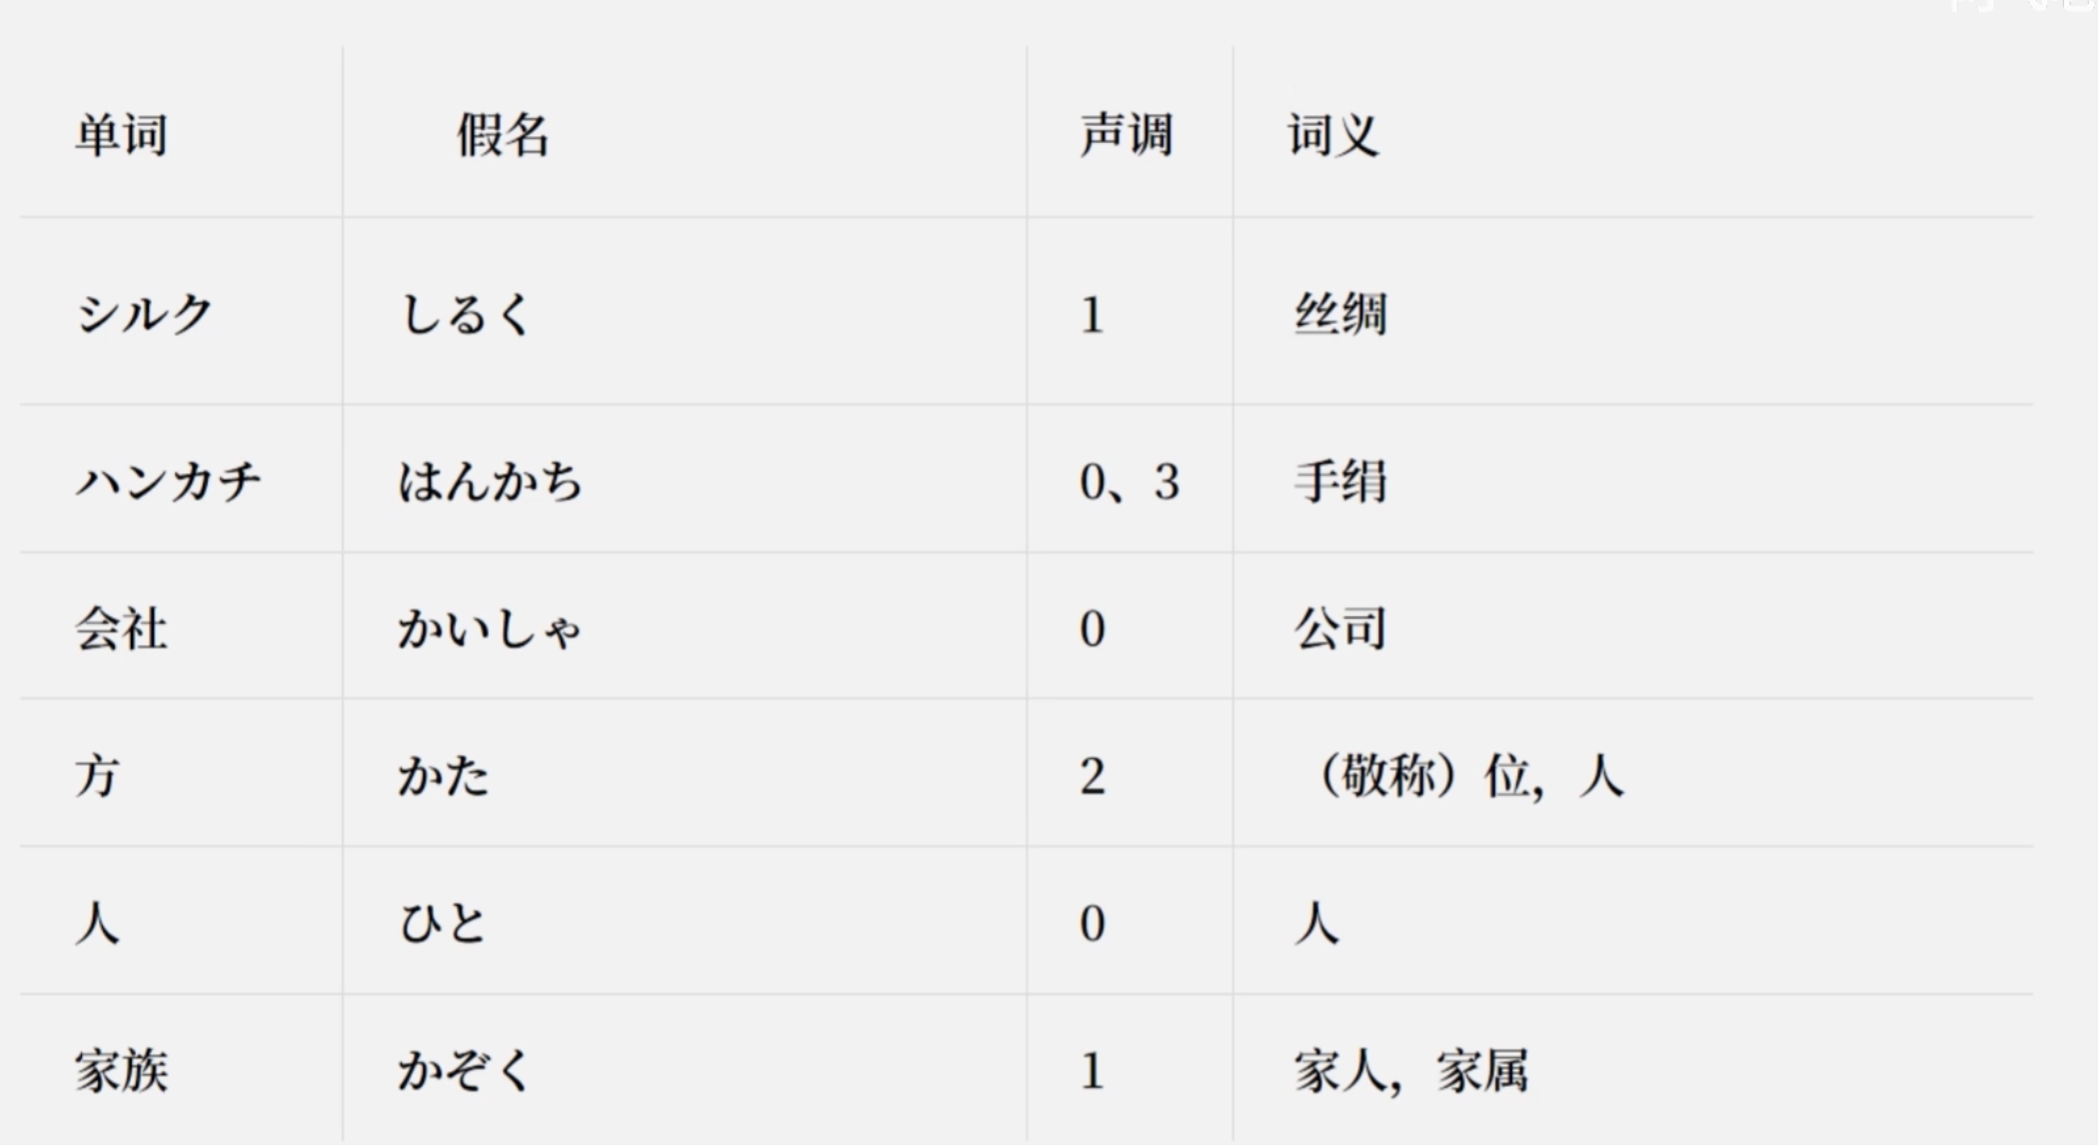 单词 假名 声调 词义
シルク しるく 1 丝绸
ハンカチ はんかち 0、3 手绢
会社 かいしゃ 0 公司
方 かた 2 （敬称）位，人
人 ひと 0 人
家族 かぞく 1 家人，家属